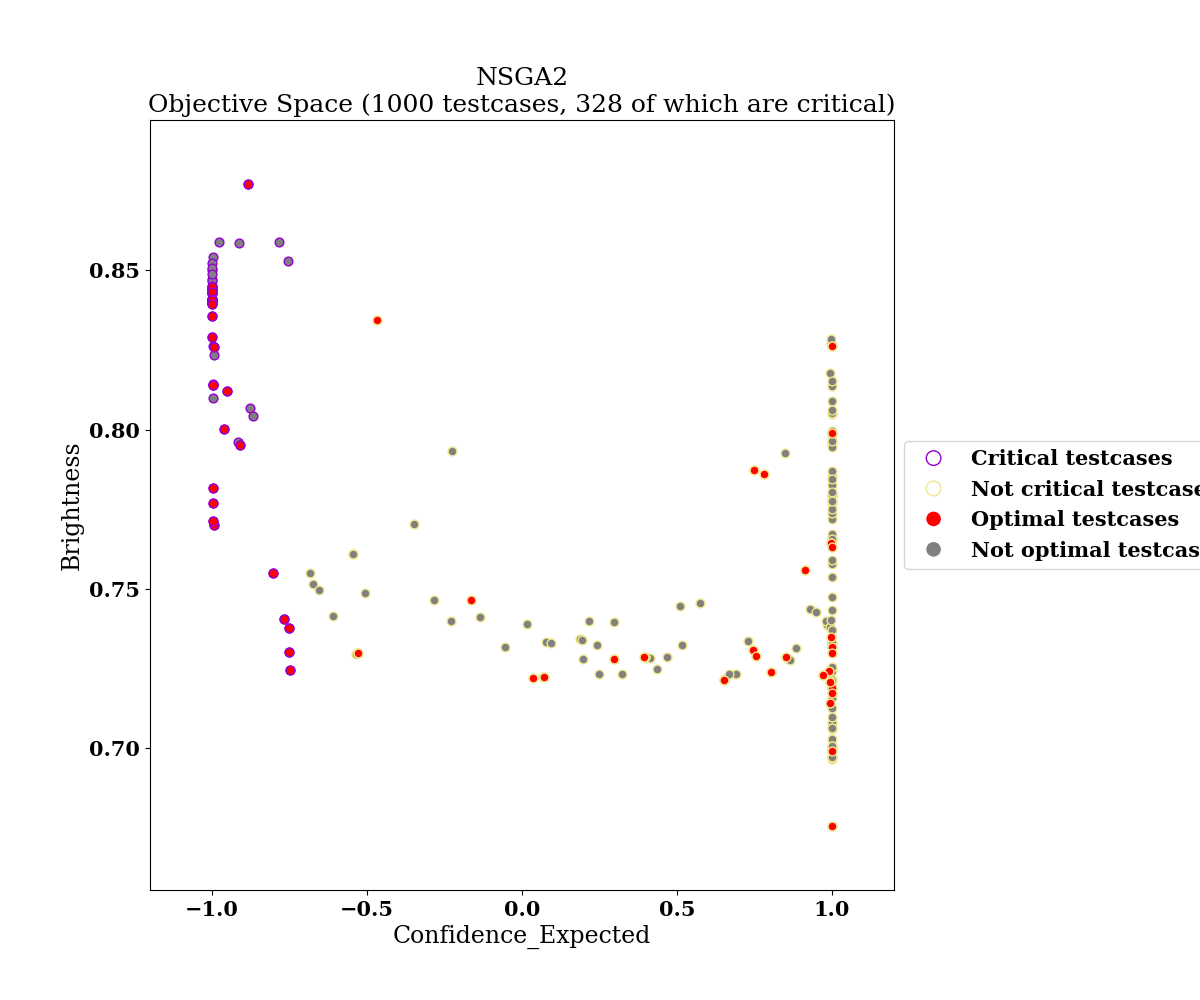 NSGA2
Objective Space (1000 testcases, 328 of which are critical)
0.85
0.80
0.75
0.70
Brightness
−1.0
−0.5
0.0
0.5
1.0
Confidence_Expected
Critical testcases
Not critical testcase
Optimal testcases
Not optimal testcas